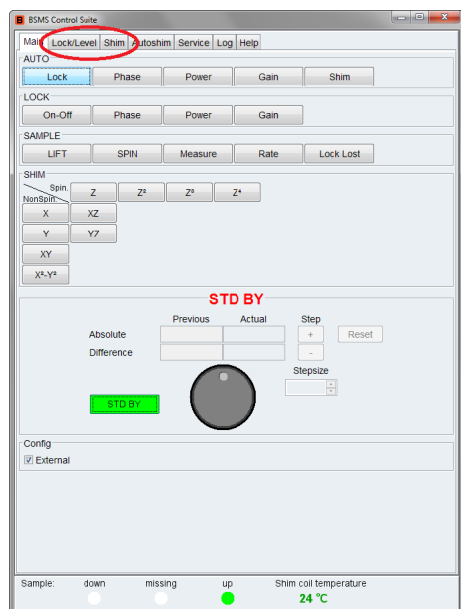 BSMS Control Suite
Main Lock/Level Shim Autoshim Service Log Help
AUTO
Lock Phase Power Gain Shim
LOCK
On-Off Phase Power Gain
SAMPLE
LIFT SPIN Measure Rate Lock Lost
SHIM
Spin. Z Z² Z³ Z⁴
NonSpin.
X XZ
Y YZ
XY
X²-Y²
STD BY
Previous Actual Step
Absolute + Reset
Difference -
Stepsize
STD BY
Config
External
Sample: down missing up Shim coil temperature
24 °C